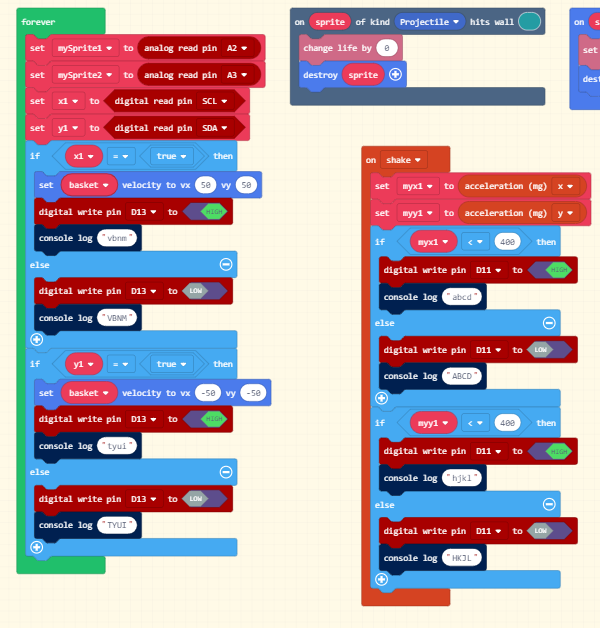 forever
set mySprite1 to analog read pin A2
set mySprite2 to analog read pin A3
set x1 to digital read pin SCL
set y1 to digital read pin SDA
if x1 = true then
set basket velocity to vx 50 vy 50
digital write pin D13 to HIGH
console log "vbnm"
else
digital write pin D13 to LOW
console log "VBNM"
if y1 = true then
set basket velocity to vx -50 vy -50
digital write pin D13 to HIGH
console log "tyui"
else
digital write pin D13 to LOW
console log "TYUI"
on sprite of kind Projectile hits wall
change life by 0
destroy sprite
on shake
set myx1 to acceleration (mg) x
set myy1 to acceleration (mg) y
if myx1 < 400 then
digital write pin D11 to HIGH
console log "abcd"
else
digital write pin D11 to LOW
console log "ABCD"
if myy1 < 400 then
digital write pin D11 to HIGH
console log "hjkl"
else
digital write pin D11 to LOW
console log "HKJL"
on
set